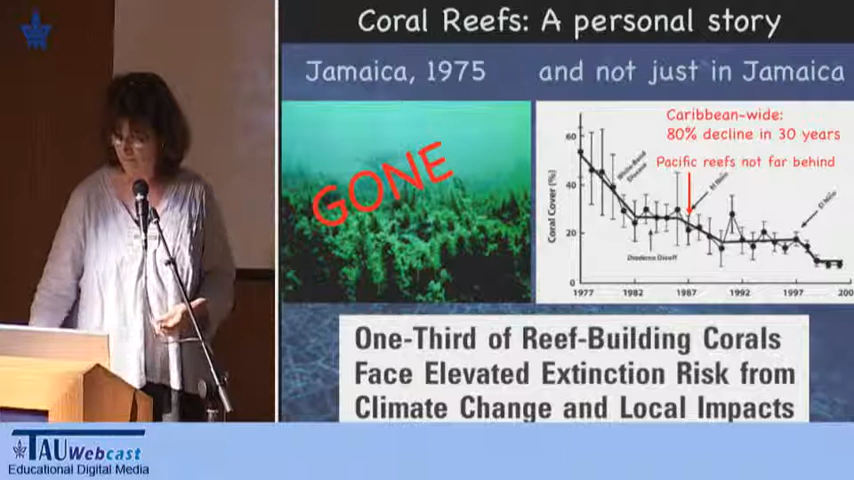 Coral Reefs: A personal story
Jamaica, 1975
and not just in Jamaica
GONE
Caribbean-wide:
80% decline in 30 years
Pacific reefs not far behind
White-Band
Disease
El Niño
El Niño
Diadema Dieoff
Coral Cover (%)
60
40
20
0
1977
1982
1987
1992
1997
200
One-Third of Reef-Building Corals
Face Elevated Extinction Risk from
Climate Change and Local Impacts
TAU Webcast
Educational Digital Media